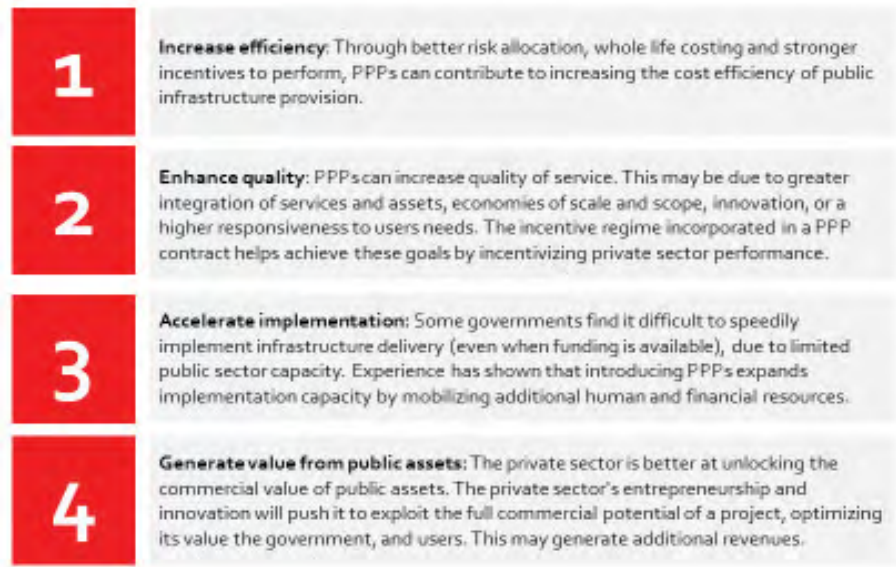 1
Increase efficiency: Through better risk allocation, whole life costing and stronger
incentives to perform, PPPs can contribute to increasing the cost efficiency of public
infrastructure provision.
2
Enhance quality: PPPs can increase quality of service. This may be due to greater
integration of services and assets, economies of scale and scope, innovation, or a
higher responsiveness to users needs. The incentive regime incorporated in a PPP
contract helps achieve these goals by incentivizing private sector performance.
3
Accelerate implementation: Some governments find it difficult to speedily
implement infrastructure delivery (even when funding is available), due to limited
public sector capacity. Experience has shown that introducing PPPs expands
implementation capacity by mobilizing additional human and financial resources.
4
Generate value from public assets: The private sector is better at unlocking the
commercial value of public assets. The private sector's entrepreneurship and
innovation will push it to exploit the full commercial potential of a project, optimizing
its value the government, and users. This may generate additional revenues.